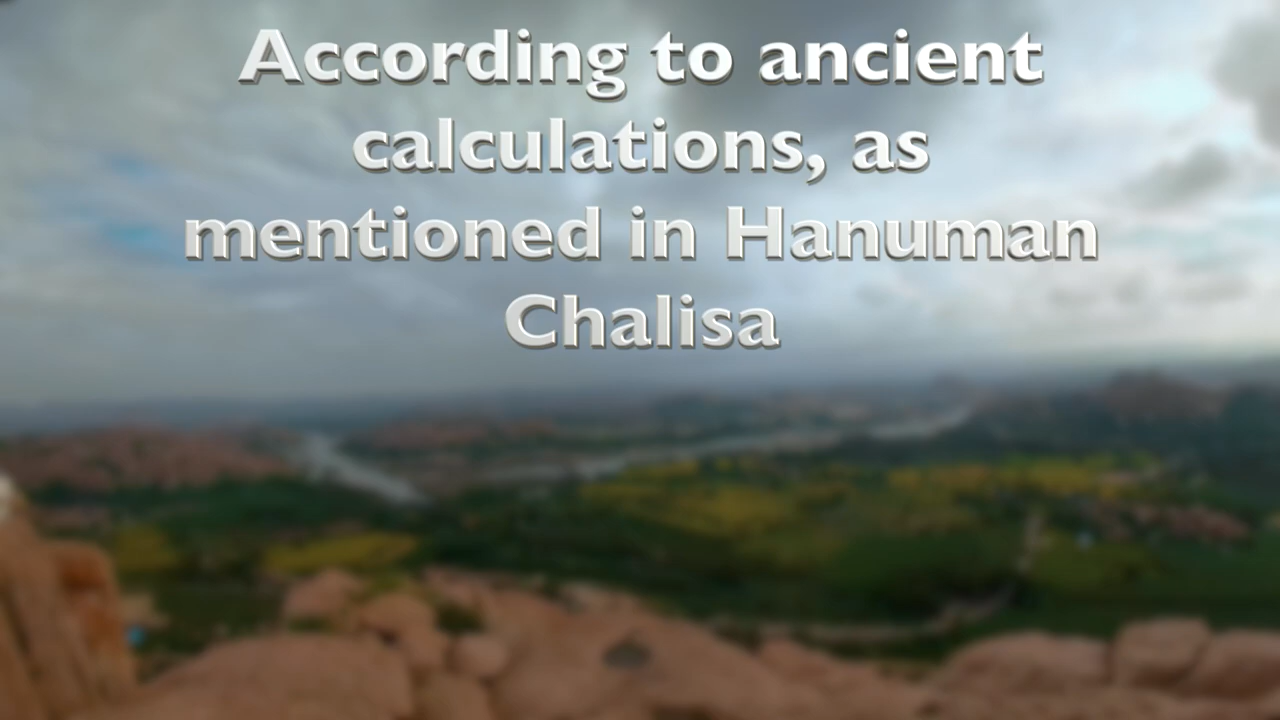 According to ancient
calculations, as
mentioned in Hanuman
Chalisa